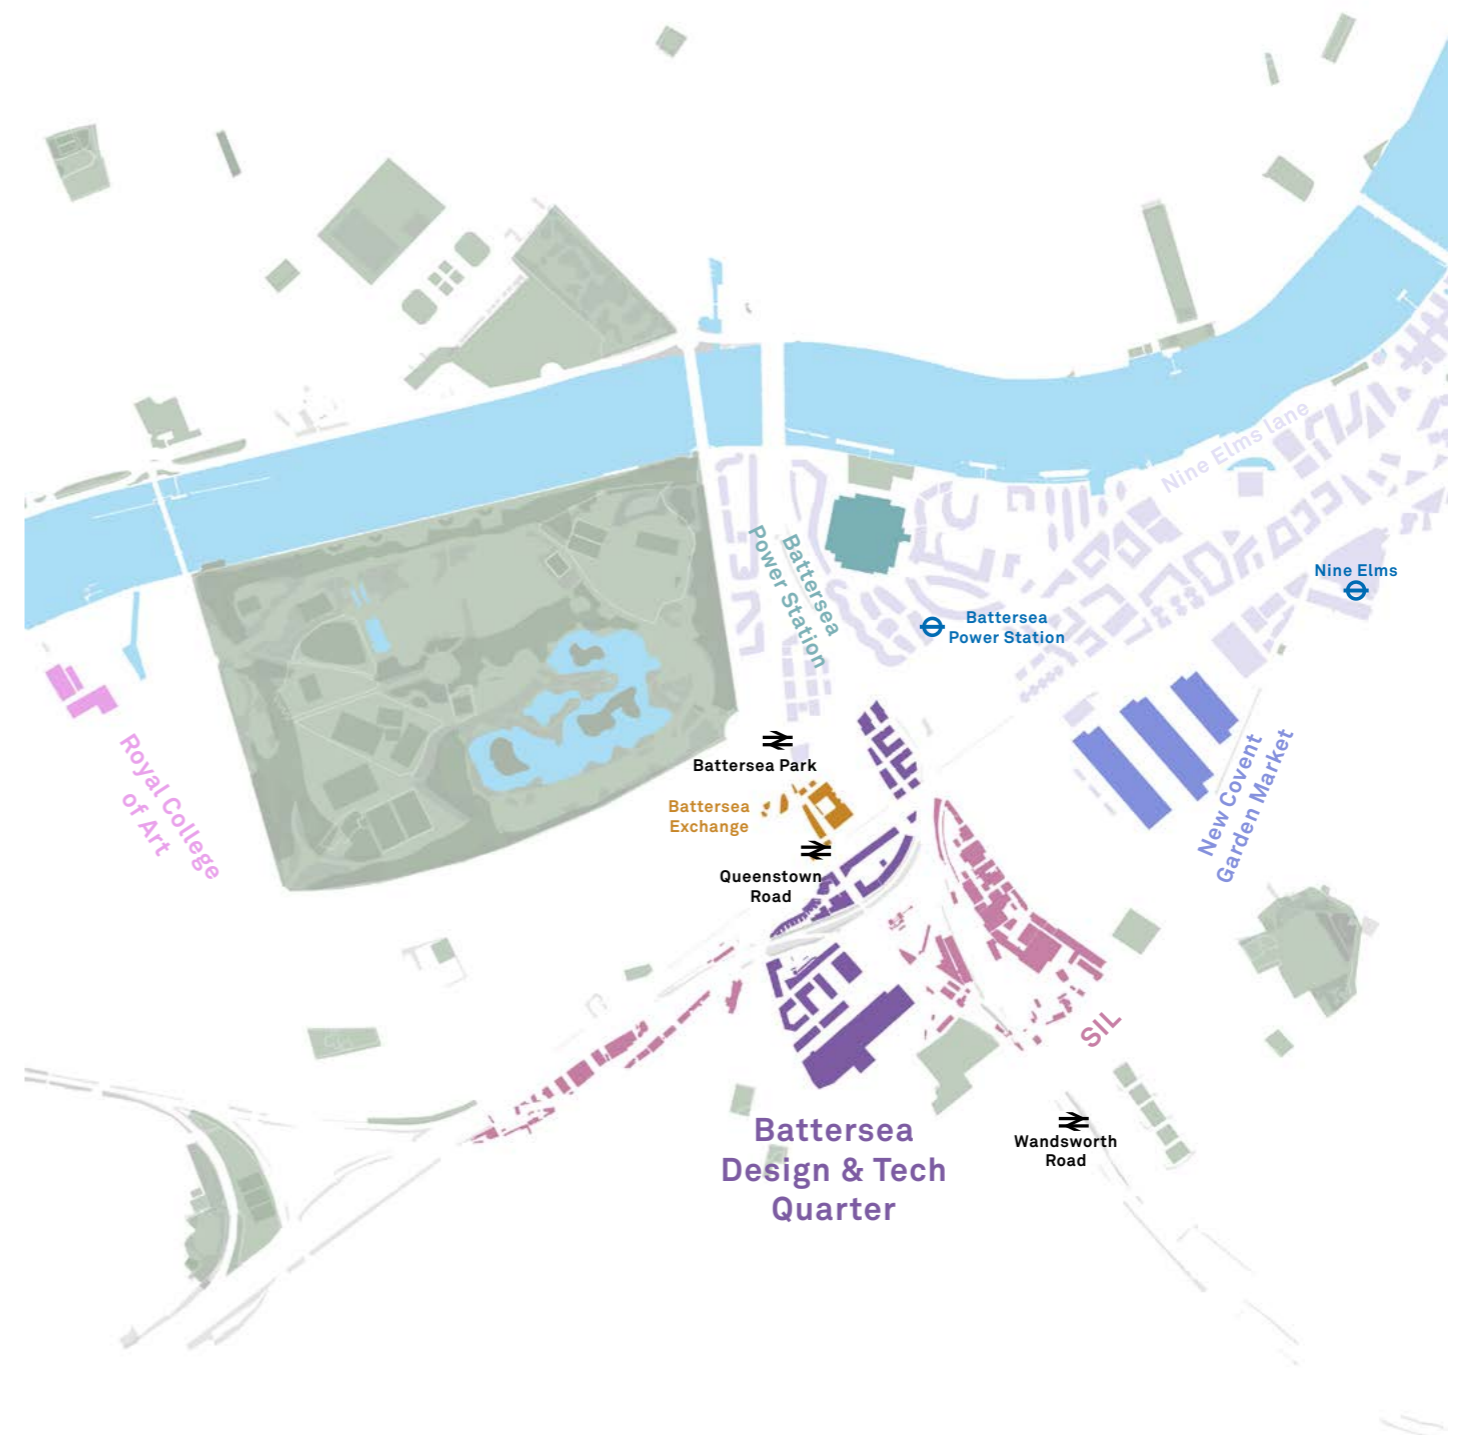 Nine Elms lane
Battersea
Power Station
Nine Elms
Battersea
Power Station
Royal College
of Art
Battersea Park
Battersea
Exchange
New Covent
Garden Market
Queenstown
Road
SIL
Battersea
Design & Tech
Quarter
Wandsworth
Road